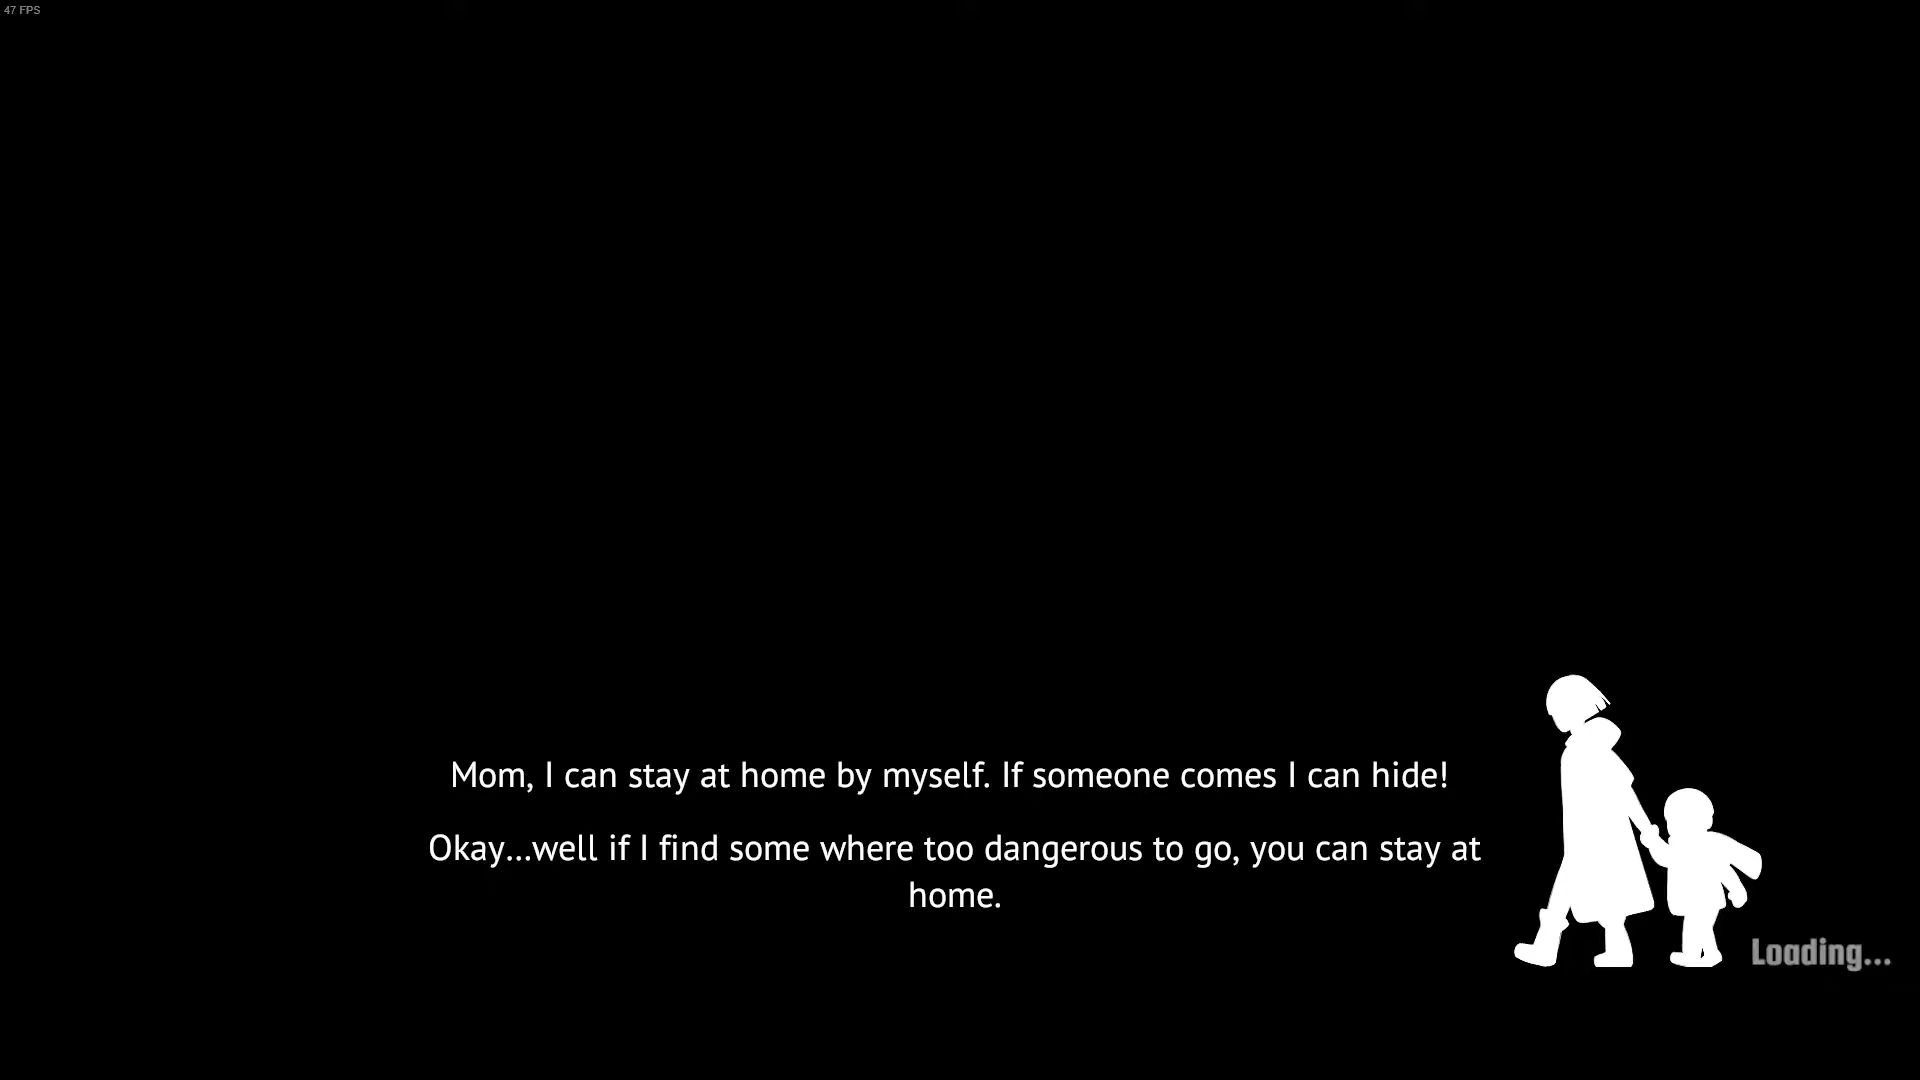 47 FPS
Mom, I can stay at home by myself. If someone comes I can hide!
Okay...well if I find some where too dangerous to go, you can stay at
home.
Loading...